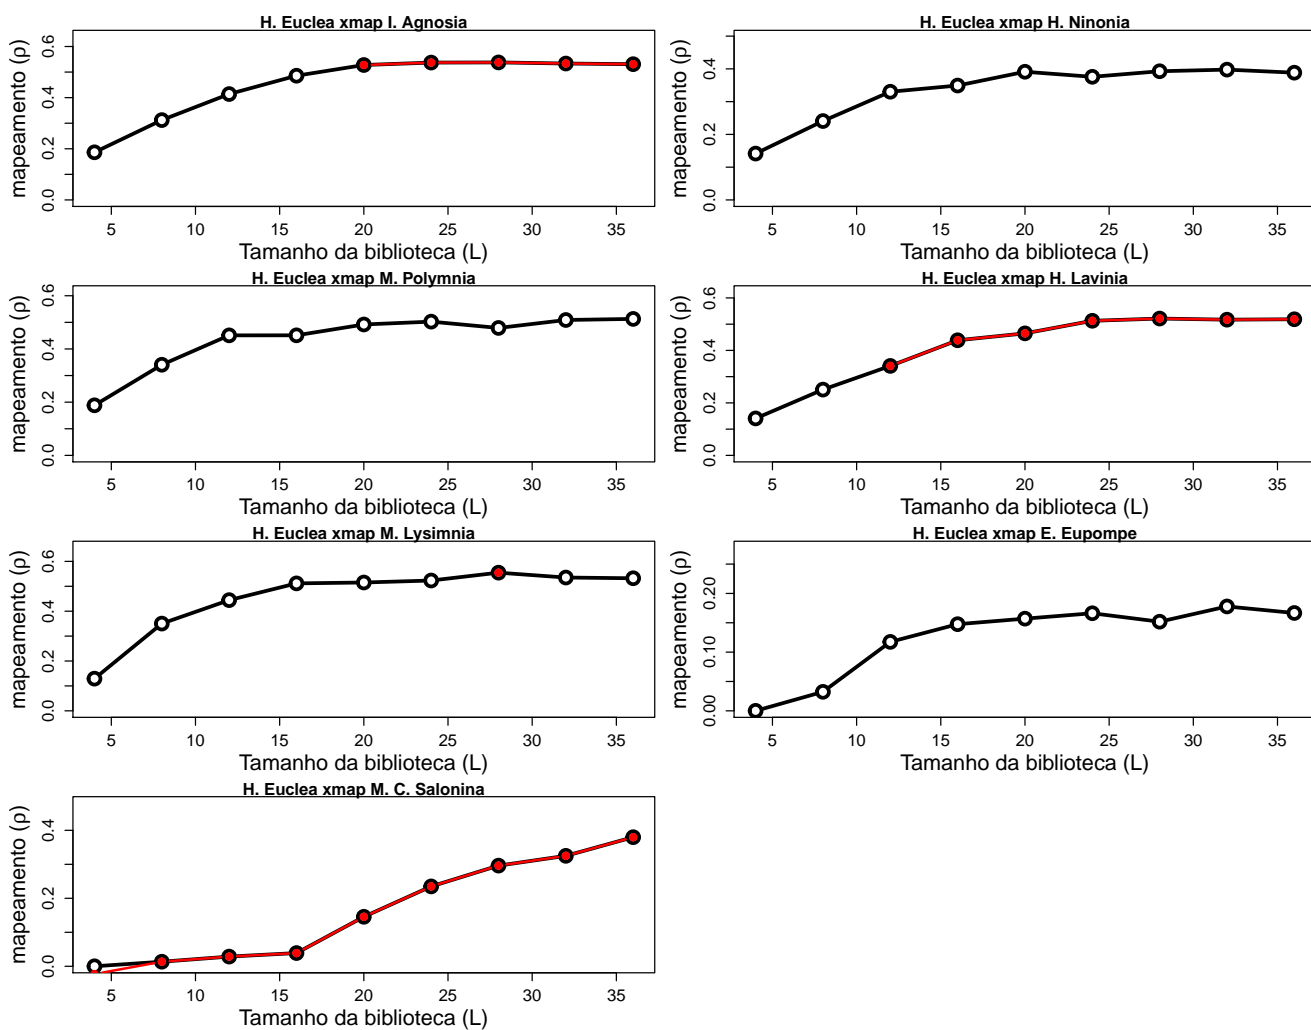 H. Euclea xmap I. Agnosia
mapeamento (ρ)
0.0 0.2 0.4 0.6
5 10 15 20 25 30 35
Tamanho da biblioteca (L)
H. Euclea xmap H. Ninonia
mapeamento (ρ)
0.0 0.2 0.4
5 10 15 20 25 30 35
Tamanho da biblioteca (L)
H. Euclea xmap M. Polymnia
mapeamento (ρ)
0.0 0.2 0.4 0.6
5 10 15 20 25 30 35
Tamanho da biblioteca (L)
H. Euclea xmap H. Lavinia
mapeamento (ρ)
0.0 0.2 0.4 0.6
5 10 15 20 25 30 35
Tamanho da biblioteca (L)
H. Euclea xmap M. Lysimnia
mapeamento (ρ)
0.0 0.2 0.4 0.6
5 10 15 20 25 30 35
Tamanho da biblioteca (L)
H. Euclea xmap E. Eupompe
mapeamento (ρ)
0.00 0.10 0.20
5 10 15 20 25 30 35
Tamanho da biblioteca (L)
H. Euclea xmap M. C. Salonina
mapeamento (ρ)
0.0 0.2 0.4
5 10 15 20 25 30 35
Tamanho da biblioteca (L)